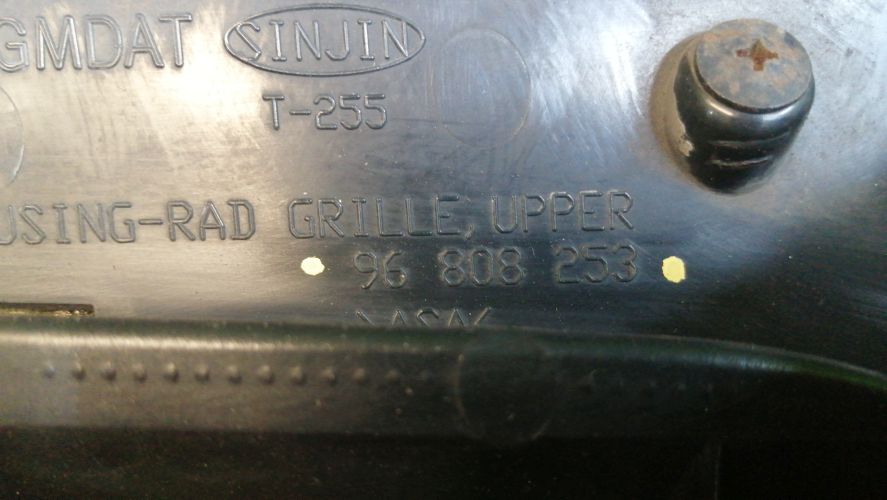 GMDAT SINJIN
T-255
USING-RAD GRILLE, UPPER
96 808 253